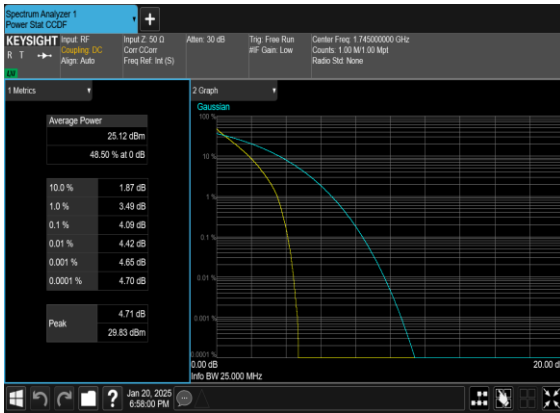 Spectrum Analyzer 1
Power Stat CCDF
KEYSIGHT
R T
LXI
Input: RF
Coupling: DC
Align: Auto
Input Z: 50 Ω
Corr CCorr
Freq Ref: Int (S)
Atten: 30 dB
Trig: Free Run
#IF Gain: Low
Center Freq: 1.745000000 GHz
Counts: 1.00 M/1.00 Mpt
Radio Std: None
1 Metrics
Average Power
25.12 dBm
48.50 % at 0 dB
10.0 % 1.87 dB
1.0 % 3.49 dB
0.1 % 4.09 dB
0.01 % 4.42 dB
0.001 % 4.65 dB
0.0001 % 4.70 dB
Peak
4.71 dB
29.83 dBm
2 Graph
Gaussian
100 %
10 %
1 %
0.1 %
0.01 %
0.001 %
0.0001 %
0.00 dB
20.00 d
Info BW 25.000 MHz
Jan 20, 2025
6:58:00 PM